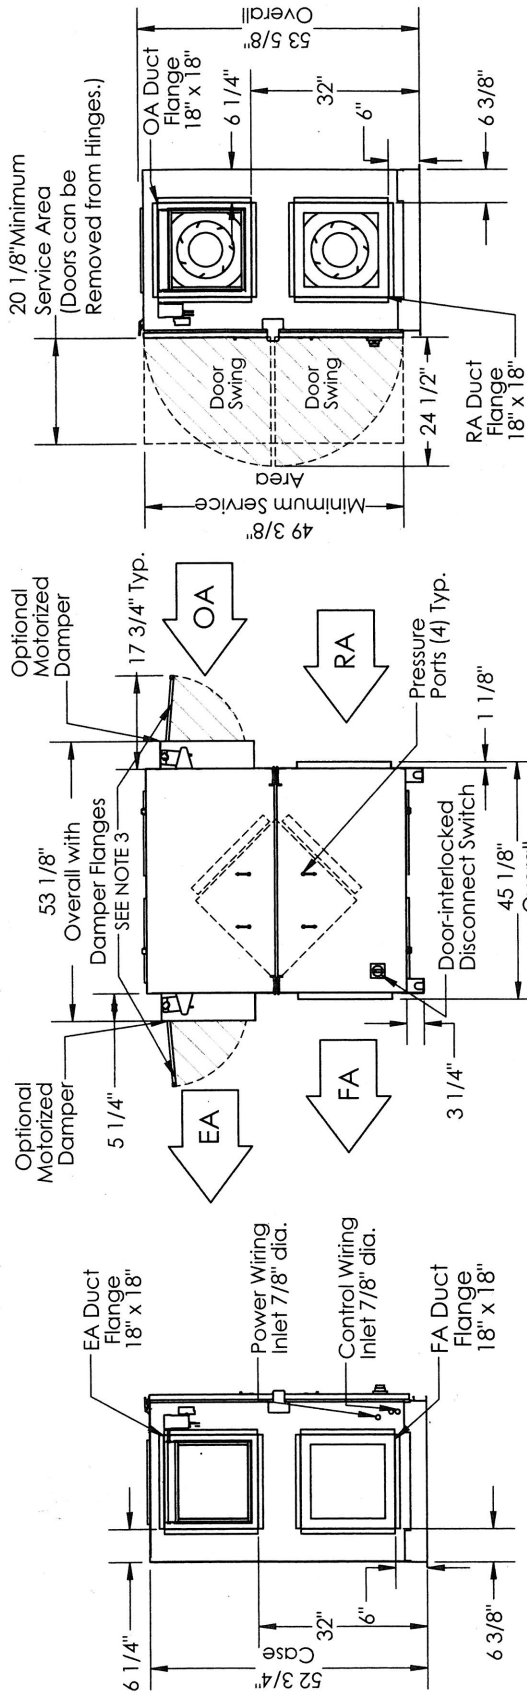 EA Duct
Flange
18" x 18"
6 1/4"
52 3/4"
Case
32"
6"
6 3/8"
Power Wiring
Inlet 7/8" dia.
Control Wiring
Inlet 7/8" dia.
FA Duct
Flange
18" x 18"
Optional
Motorized
Damper
5 1/4"
53 1/8"
Overall with
Damper Flanges
SEE NOTE 3
Optional
Motorized
Damper
17 3/4" Typ.
EA
OA
FA
RA
3 1/4"
Door-interlocked
Disconnect Switch
45 1/8"
Pressure
Ports (4) Typ.
1 1/8"
20 1/8"Minimum
Service Area
(Doors can be
Removed from Hinges.)
49 3/8"
Minimum Service
Area
Door
Swing
Door
Swing
24 1/2"
RA Duct
Flange
18" x 18"
OA Duct
Flange
18" x 18"
6 1/4"
53 5/8"
Overall
32"
6"
6 3/8"